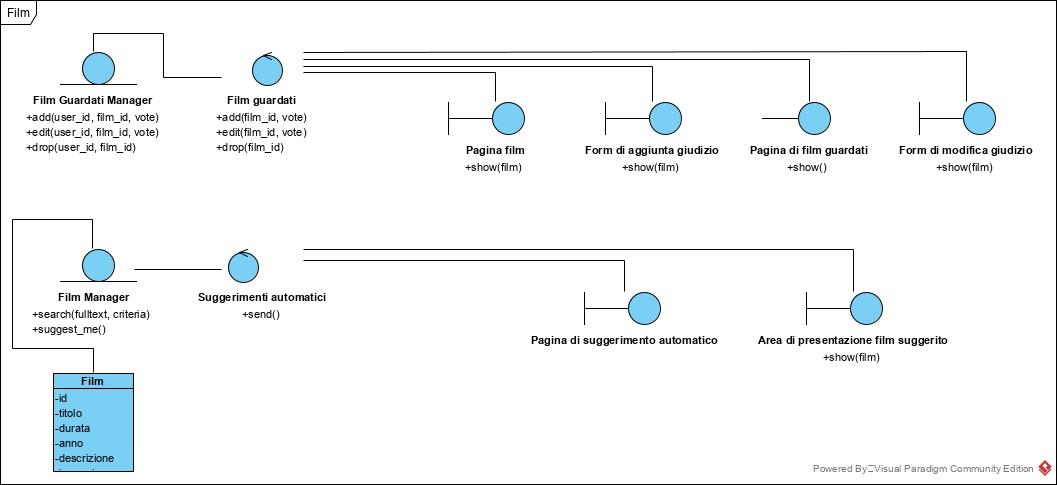 Film
Film Guardati Manager
+add(user_id, film_id, vote)
+edit(user_id, film_id, vote)
+drop(user_id, film_id)
Film guardati
+add(film_id, vote)
+edit(film_id, vote)
+drop(film_id)
Pagina film
+show(film)
Form di aggiunta giudizio
+show(film)
Pagina di film guardati
+show()
Form di modifica giudizio
+show(film)
Film Manager
+search(fulltext, criteria)
+suggest_me()
Suggerimenti automatici
+send()
Pagina di suggerimento automatico
Area di presentazione film suggerito
+show(film)
Film
-id
-titolo
-durata
-anno
-descrizione
Powered By Visual Paradigm Community Edition